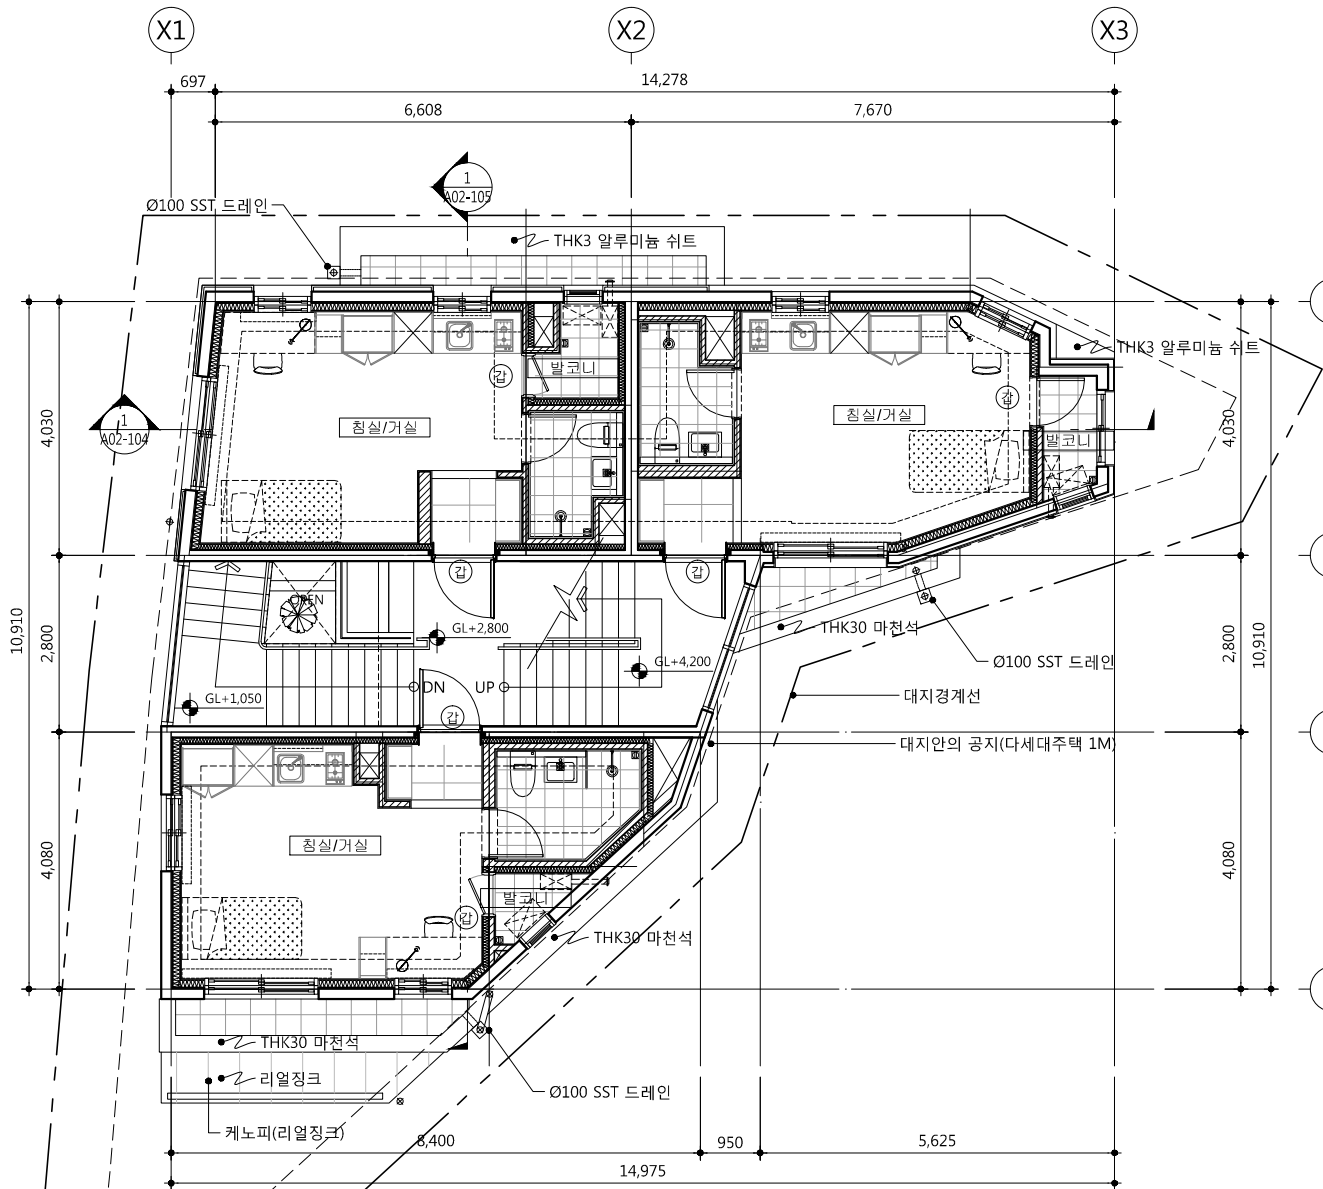 X1
X2
X3
697
14,278
6,608
7,670
1
A02-105
Ø100 SST 드레인
THK3 알루미늄 쉬트
THK3 알루미늄 쉬트
발코니
갑
침실/거실
침실/거실
갑
발코니
1
A02-104
4,030
4,030
갑
갑
OPEN
GL+2,800
THK30 마천석
10,910
2,800
2,800
10,910
GL+4,200
Ø100 SST 드레인
DN
UP
GL+1,050
대지경계선
갑
대지안의 공지(다세대주택 1M)
침실/거실
4,080
4,080
발코니
갑
THK30 마천석
THK30 마천석
리얼징크
Ø100 SST 드레인
케노피(리얼징크)
8,400
950
5,625
14,975